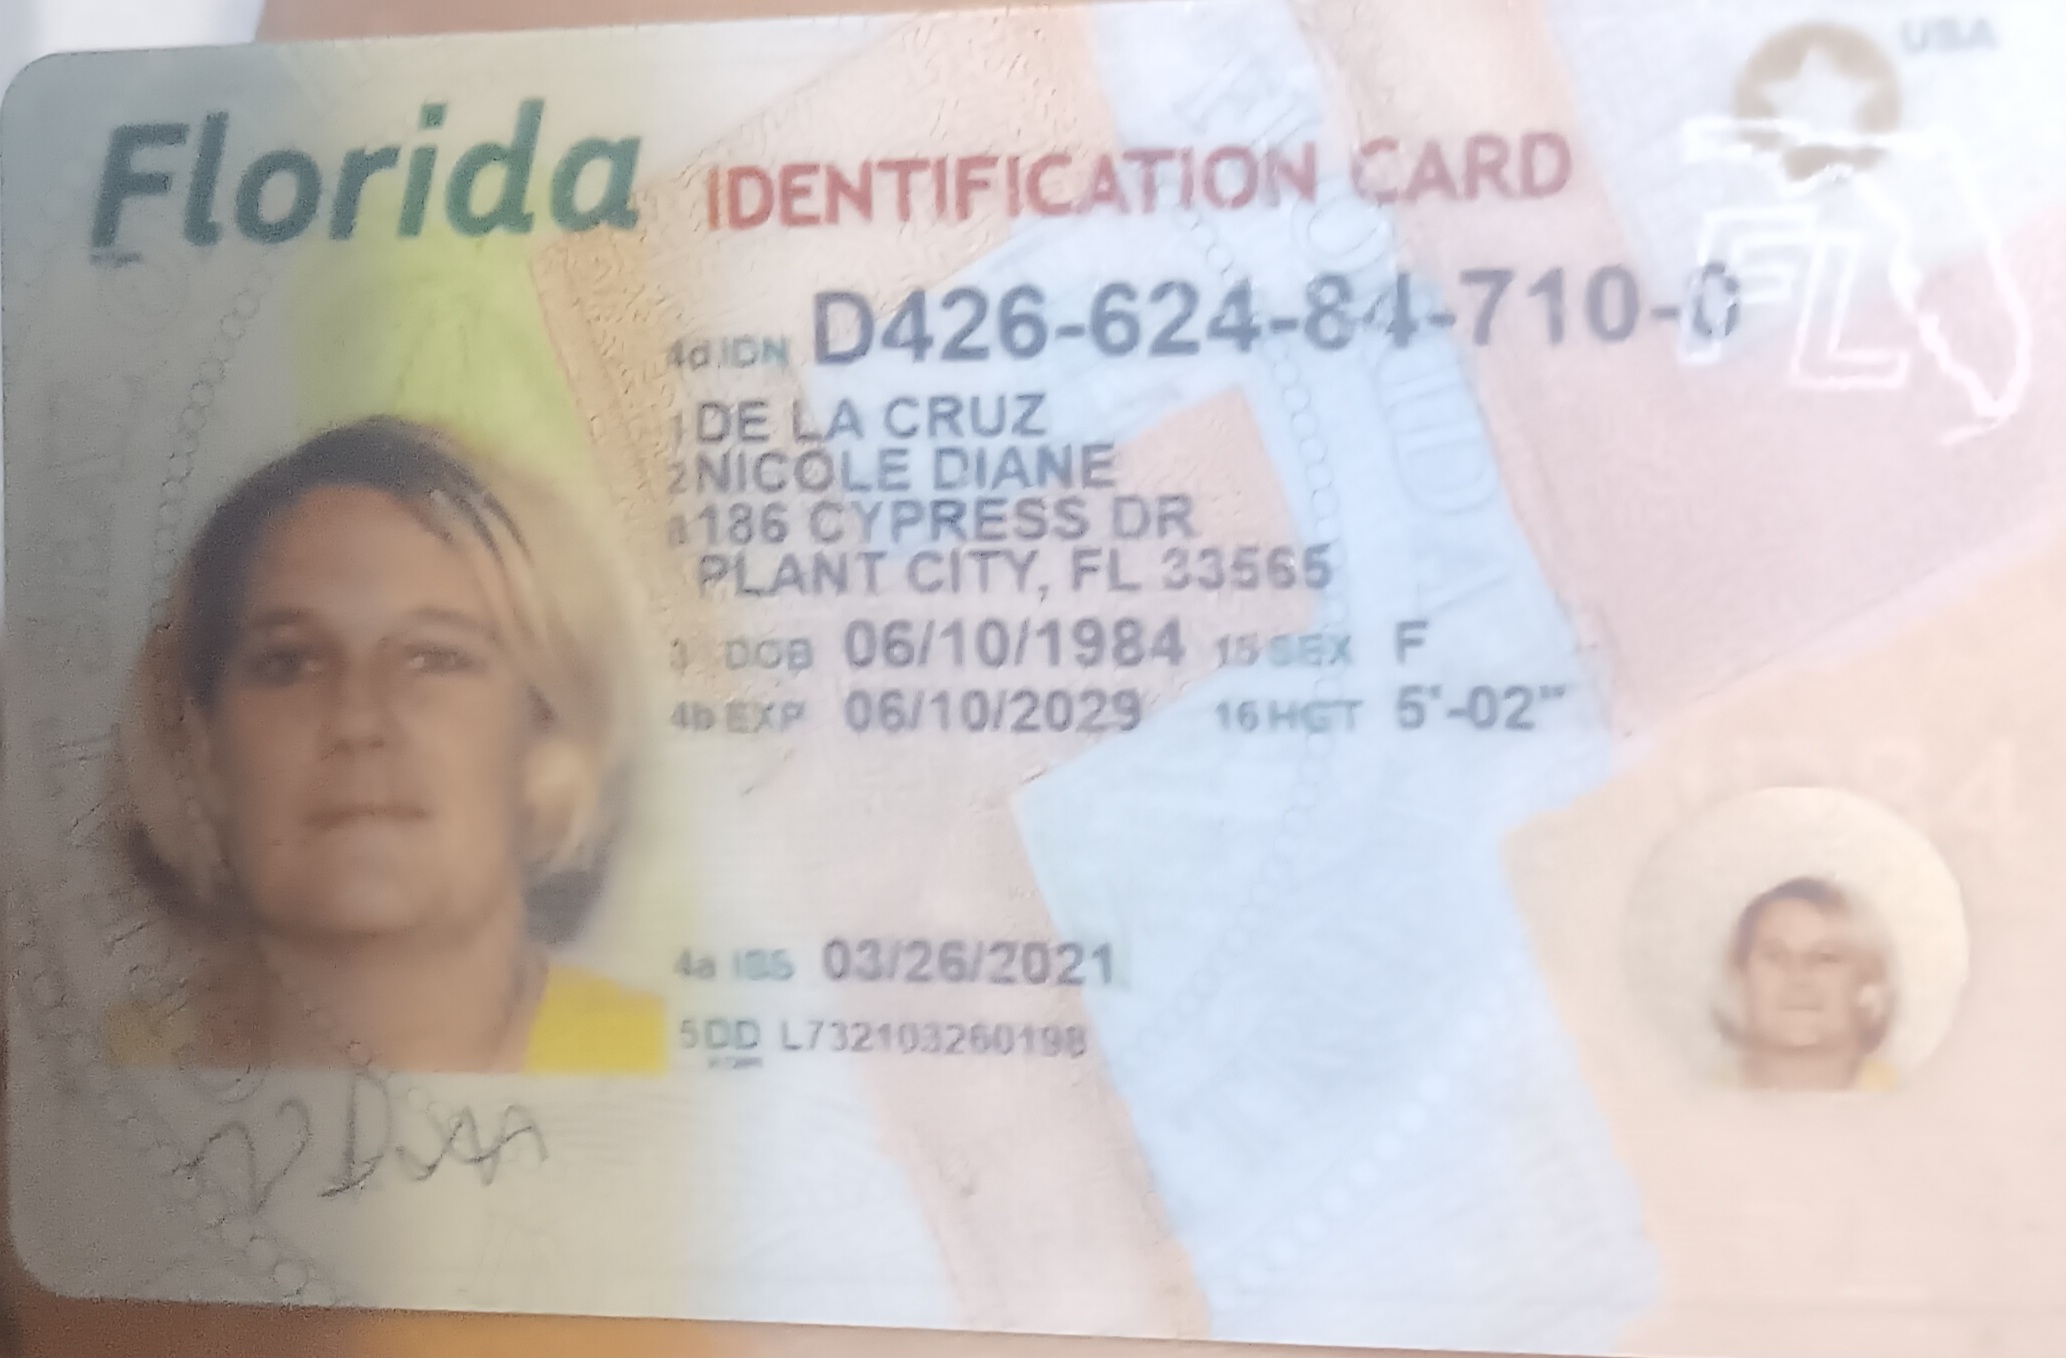 USA
Florida IDENTIFICATION CARD
FL
4d IDN D426-624-84-710-0
1 DE LA CRUZ
2 NICOLE DIANE
8 186 CYPRESS DR
PLANT CITY, FL 33565
3 DOB 06/10/1984 15 SEX F
4b EXP 06/10/2029 16 HGT 5'-02"
4a ISS 03/26/2021
5 DD L732103260198